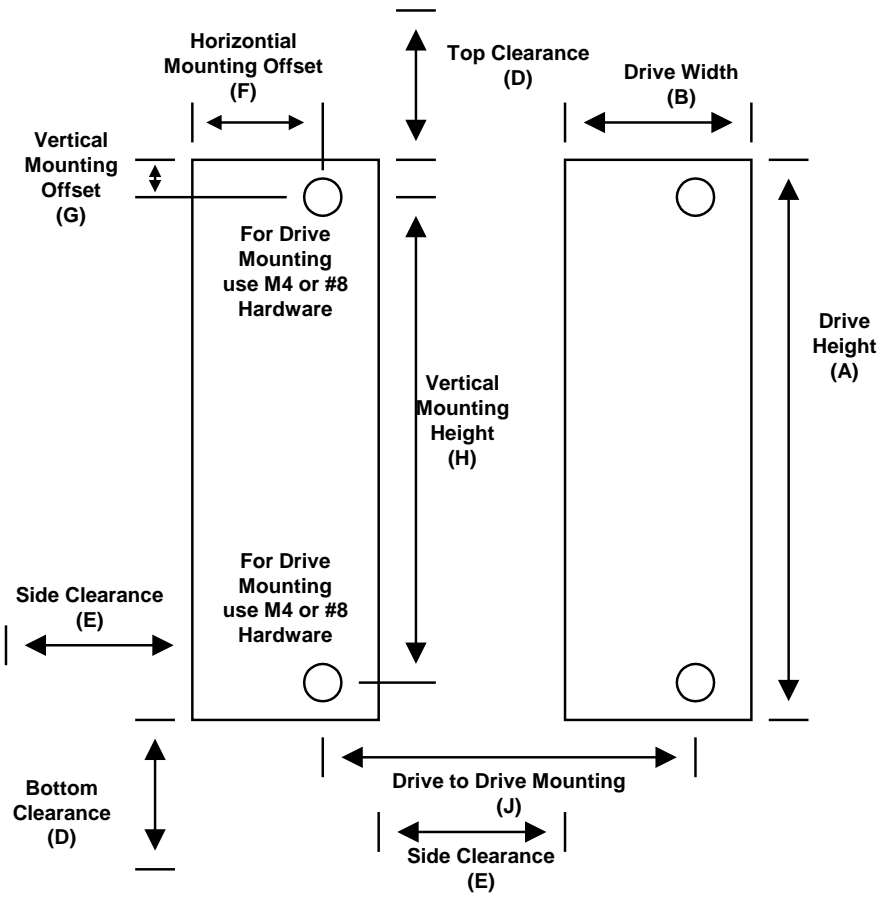 Horizontial
Mounting Offset
(F)
Top Clearance
(D)
Drive Width
(B)
Vertical
Mounting
Offset
(G)
For Drive
Mounting
use M4 or #8
Hardware
Drive
Height
(A)
Vertical
Mounting
Height
(H)
For Drive
Mounting
use M4 or #8
Hardware
Side Clearance
(E)
Bottom
Clearance
(D)
Drive to Drive Mounting
(J)
Side Clearance
(E)